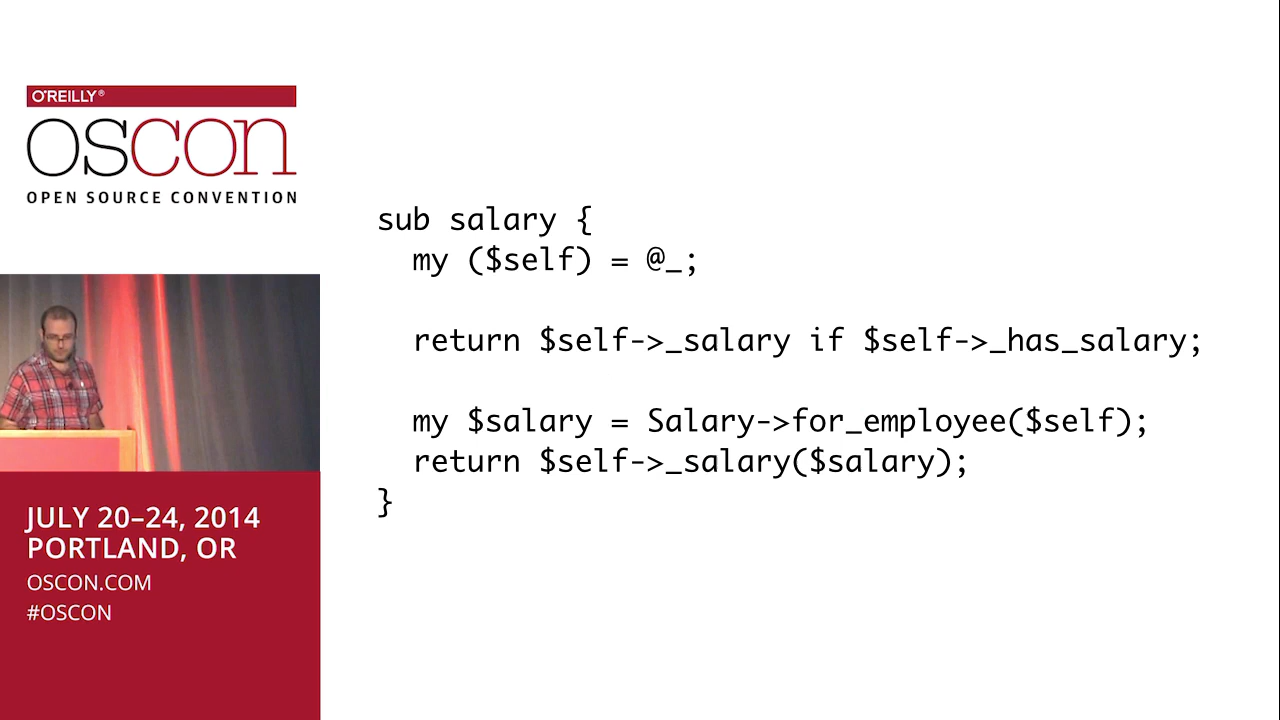 O'REILLY®
OSCON
OPEN SOURCE CONVENTION
sub salary {
  my ($self) = @_;
  return $self->_salary if $self->_has_salary;
  my $salary = Salary->for_employee($self);
  return $self->_salary($salary);
}
JULY 20–24, 2014
PORTLAND, OR
OSCON.COM
#OSCON